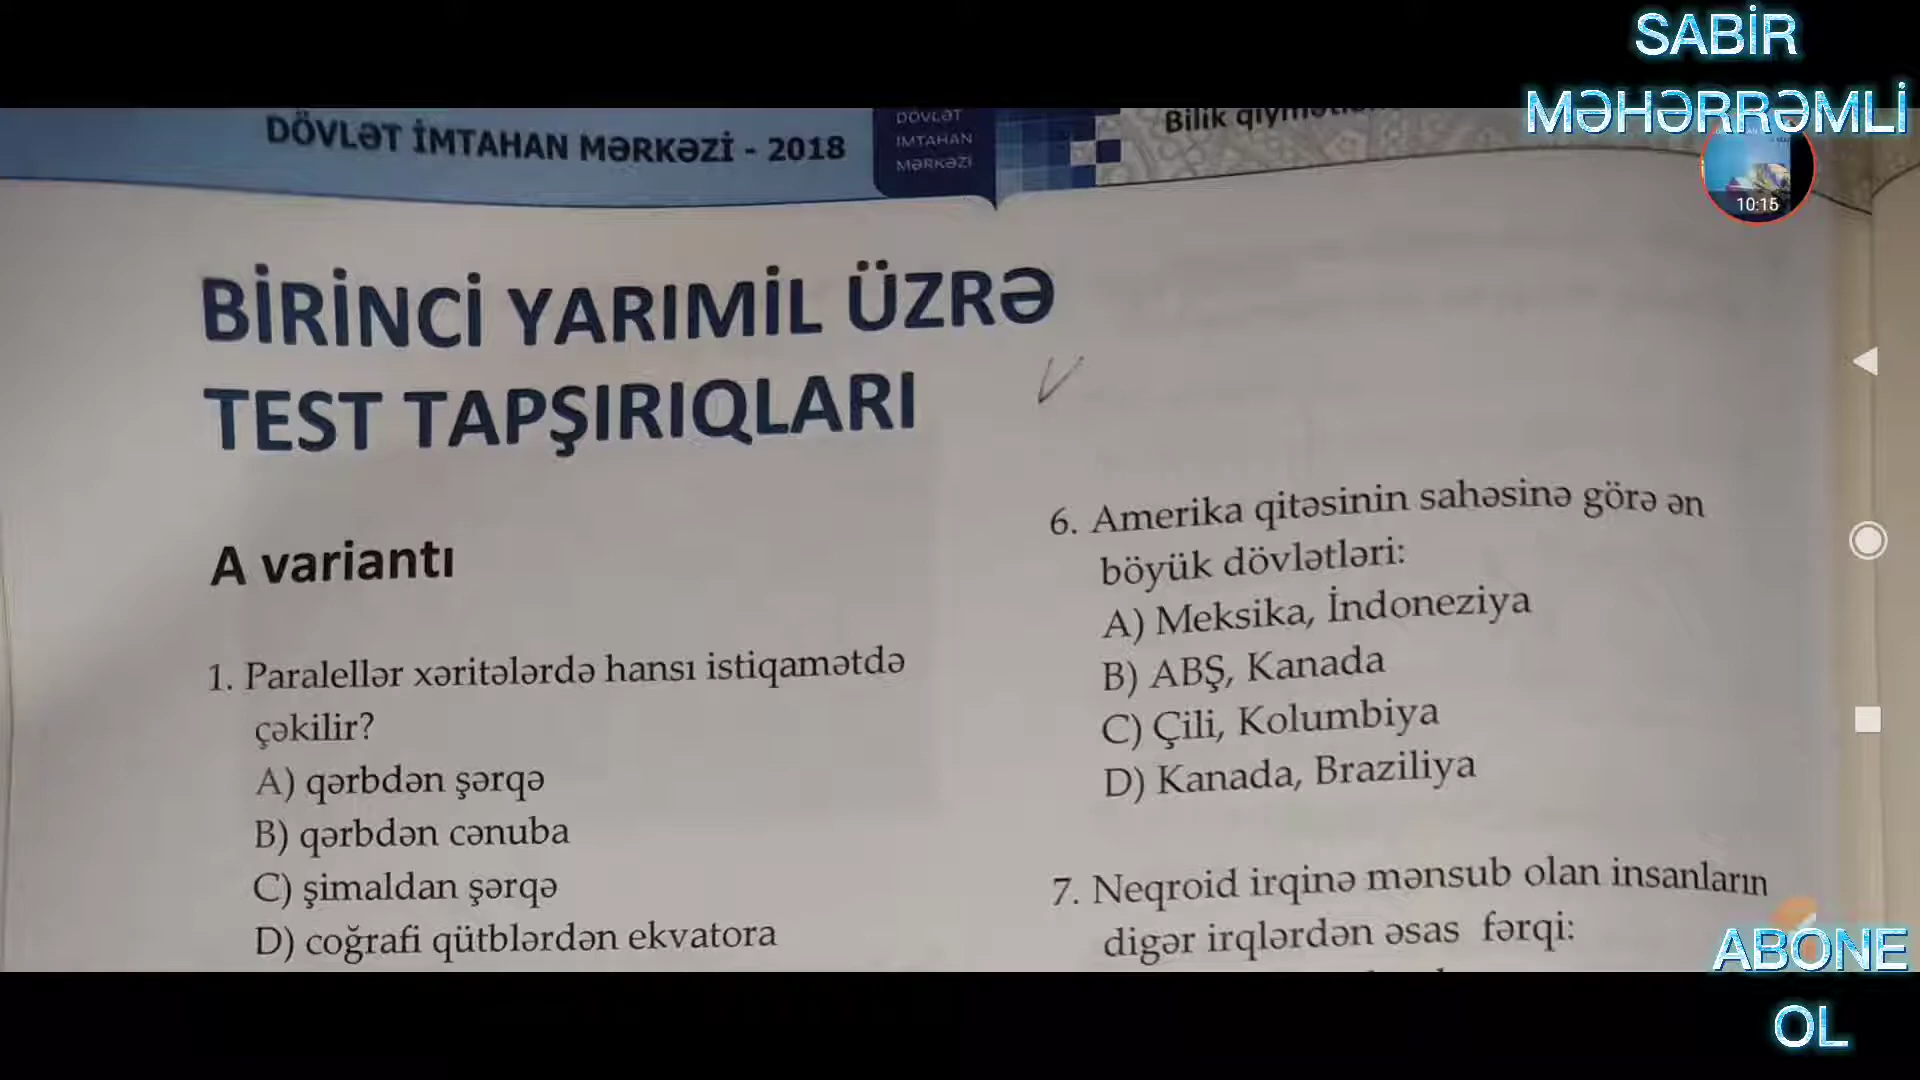 SABİR
MƏHƏRRƏMLİ
DÖVLƏT İMTAHAN MƏRKƏZİ - 2018
DÖVLƏT
İMTAHAN
MƏRKƏZİ
Bilik
10:15
BİRİNCİ YARIMİL ÜZRƏ
TEST TAPŞIRIQLARI
A variantı
1. Paralellər xəritələrdə hansı istiqamətdə
çəkilir?
A) qərbdən şərqə
B) qərbdən cənuba
C) şimaldan şərqə
D) coğrafi qütblərdən ekvatora
6. Amerika qitəsinin sahəsinə görə ən
böyük dövlətləri:
A) Meksika, İndoneziya
B) ABŞ, Kanada
C) Çili, Kolumbiya
D) Kanada, Braziliya
7. Neqroid irqinə mənsub olan insanların
digər irqlərdən əsas fərqi:
ABONE
OL